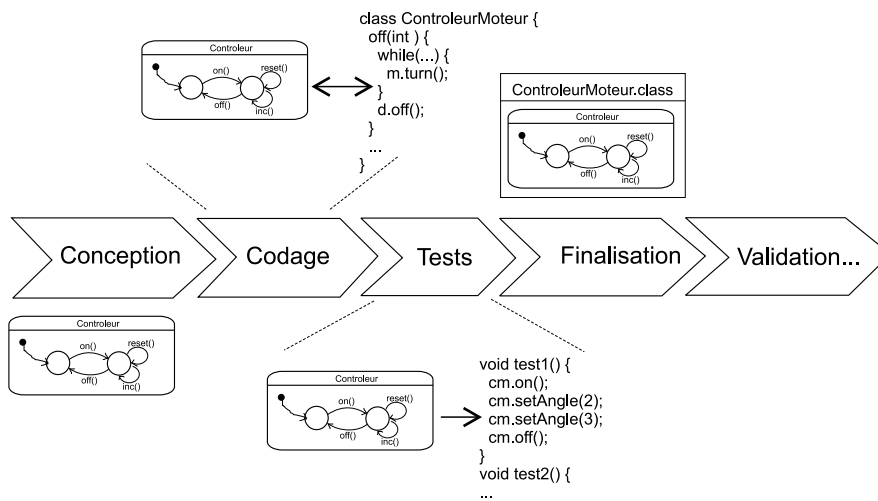 class ControleurMoteur {
off(int ) {
while(...) {
m.turn();
}
d.off();
}
...
}
Controleur
on()
reset()
off()
inc()
ControleurMoteur.class
Controleur
on()
reset()
off()
inc()
Conception
Codage
Tests
Finalisation
Validation...
Controleur
on()
reset()
off()
inc()
Controleur
on()
reset()
off()
inc()
void test1() {
cm.on();
cm.setAngle(2);
cm.setAngle(3);
cm.off();
}
void test2() {
...